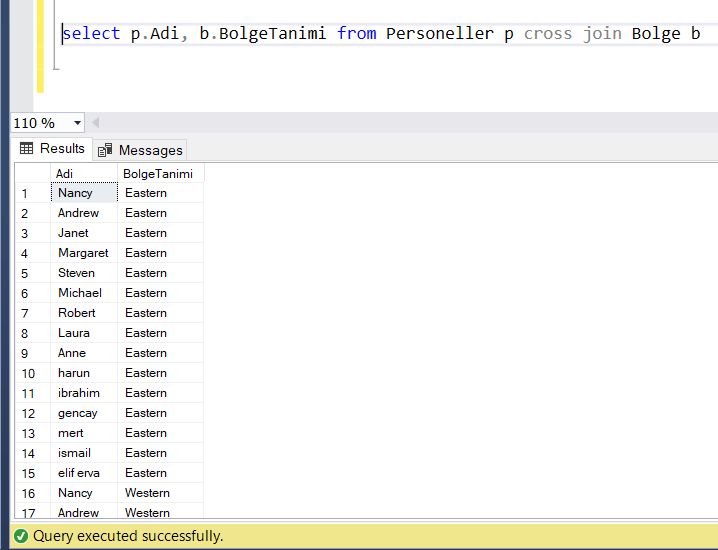 select p.Adi, b.BolgeTanimi from Personeller p cross join Bolge b
110 %
Results Messages
Adi BolgeTanimi
1 Nancy Eastern
2 Andrew Eastern
3 Janet Eastern
4 Margaret Eastern
5 Steven Eastern
6 Michael Eastern
7 Robert Eastern
8 Laura Eastern
9 Anne Eastern
10 harun Eastern
11 ibrahim Eastern
12 gencay Eastern
13 mert Eastern
14 ismail Eastern
15 elif erva Eastern
16 Nancy Western
17 Andrew Western
Query executed successfully.